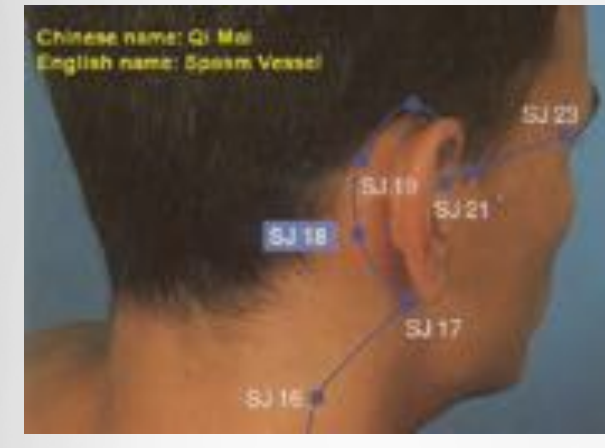 Chinese name: Qi Mai
English name: Spasm Vessel
SJ 23
SJ 19
SJ 21
SJ 18
SJ 17
SJ 16